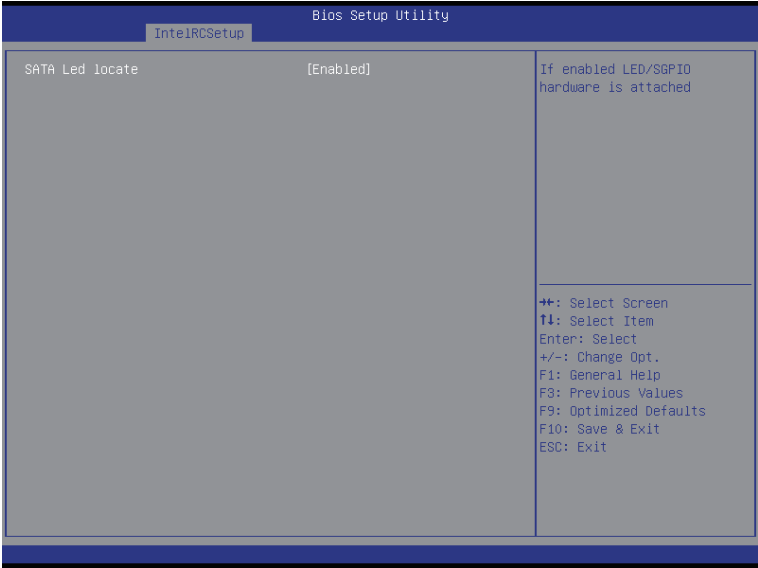 Bios Setup Utility
IntelRCSetup
SATA Led locate [Enabled]
If enabled LED/SGPIO
hardware is attached
→←: Select Screen
↑↓: Select Item
Enter: Select
+/-: Change Opt.
F1: General Help
F3: Previous Values
F9: Optimized Defaults
F10: Save & Exit
ESC: Exit